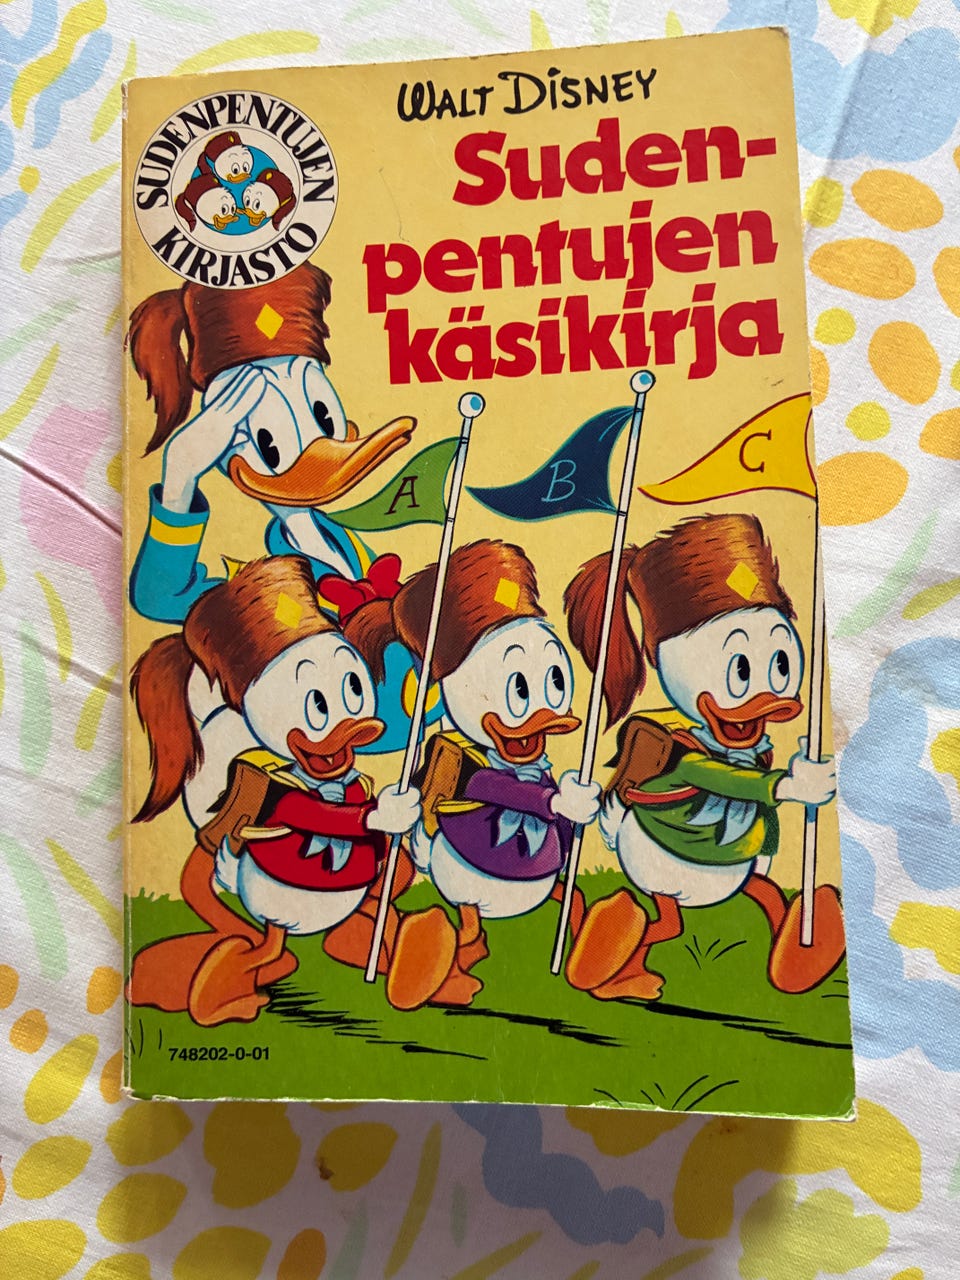 SUDENPENTUJEN
KIRJASTO
WALT DISNEY
Suden-
pentujen
käsikirja
A
B
C
748202-0-01